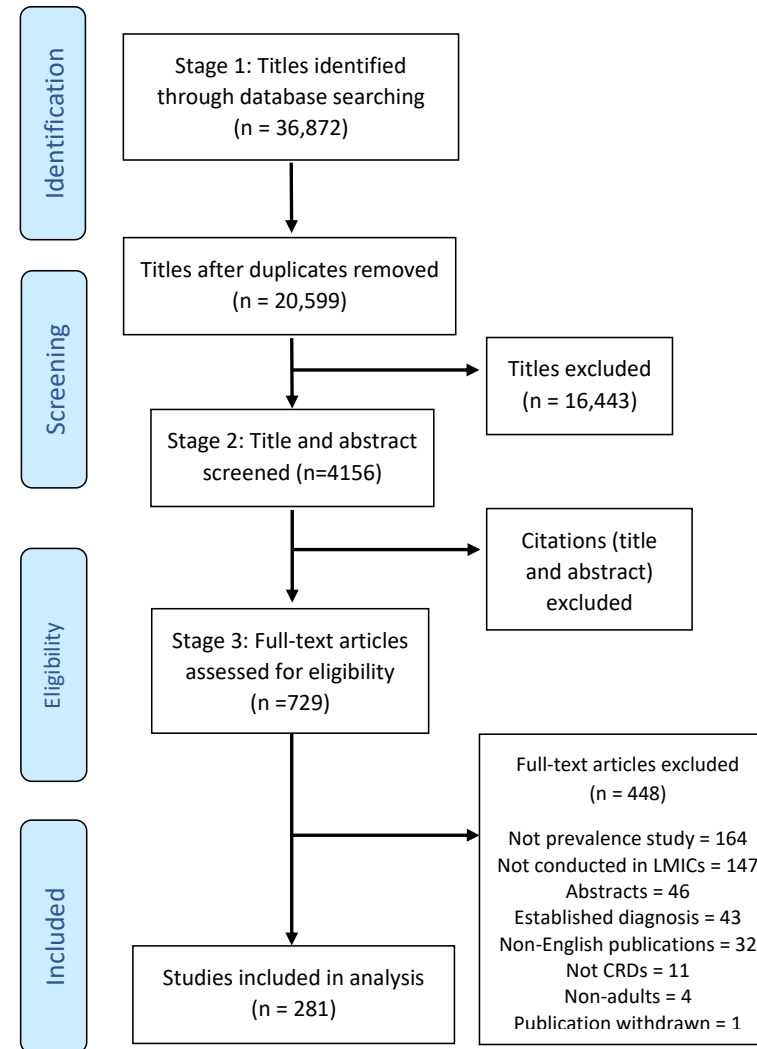 Identification
Stage 1: Titles identified
through database searching
(n = 36,872)
Titles after duplicates removed
(n = 20,599)
Screening
Titles excluded
(n = 16,443)
Stage 2: Title and abstract
screened (n=4156)
Citations (title
and abstract)
excluded
Eligibility
Stage 3: Full-text articles
assessed for eligibility
(n =729)
Full-text articles excluded
(n = 448)
Not prevalence study = 164
Not conducted in LMICs = 147
Abstracts = 46
Established diagnosis = 43
Non-English publications = 32
Not CRDs = 11
Non-adults = 4
Publication withdrawn = 1
Included
Studies included in analysis
(n = 281)